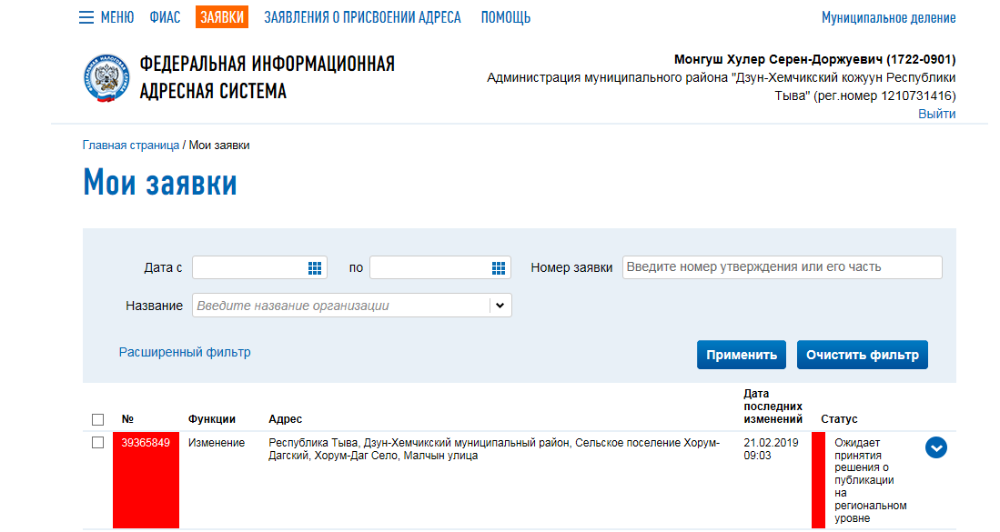 МЕНЮ ФИАС ЗАЯВКИ ЗАЯВЛЕНИЯ О ПРИСВОЕНИИ АДРЕСА ПОМОЩЬ Муниципальное деление
ФЕДЕРАЛЬНАЯ ИНФОРМАЦИОННАЯ
АДРЕСНАЯ СИСТЕМА
Монгуш Хулер Серен-Доржуевич (1722-0901)
Администрация муниципального района "Дзун-Хемчикский кожуун Республики
Тыва" (рег.номер 1210731416)
Выйти
Главная страница / Мои заявки
Мои заявки
Дата с по Номер заявки Введите номер утверждения или его часть
Название Введите название организации
Расширенный фильтр Применить Очистить фильтр
№ Функции Адрес Дата последних изменений Статус
39365849 Изменение Республика Тыва, Дзун-Хемчикский муниципальный район, Сельское поселение Хорум-
Дагский, Хорум-Даг Село, Малчын улица
21.02.2019
09:03
Ожидает
принятия
решения о
публикации
на
региональном
уровне